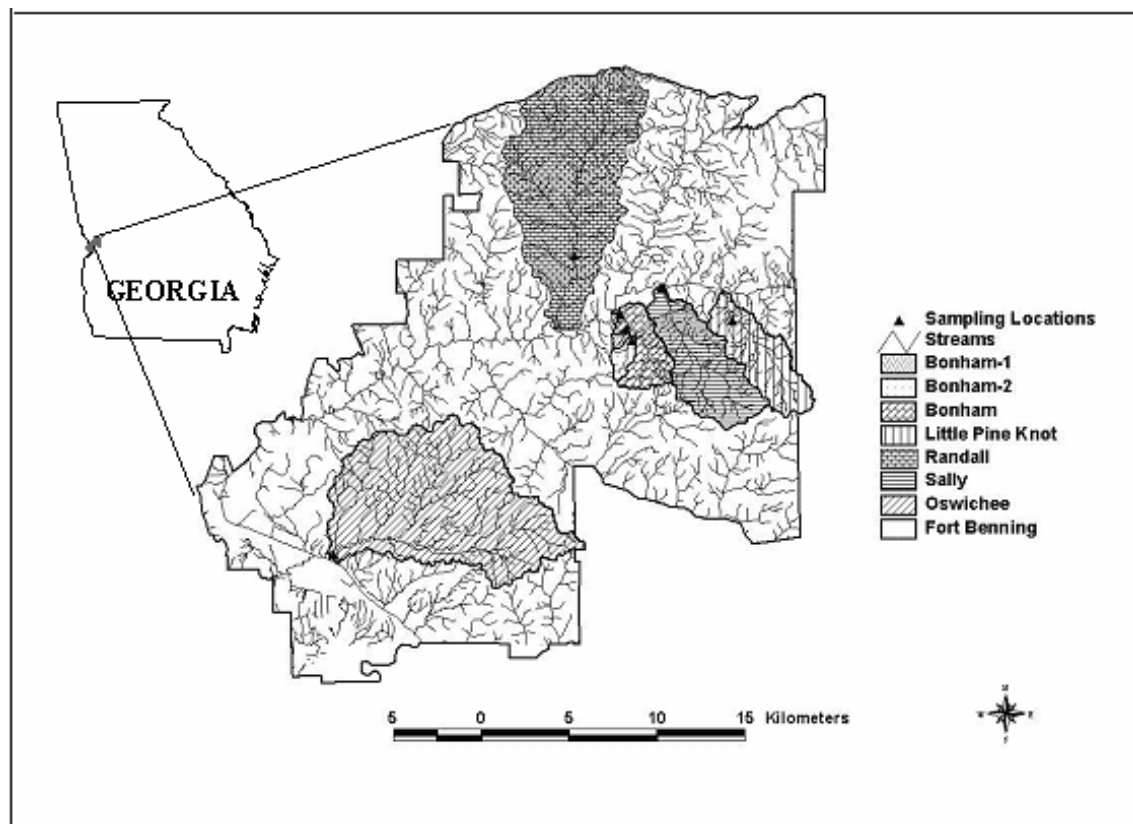 GEORGIA
Sampling Locations
Streams
Bonham-1
Bonham-2
Bonham
Little Pine Knot
Randall
Sally
Oswichee
Fort Benning
5 0 5 10 15 Kilometers